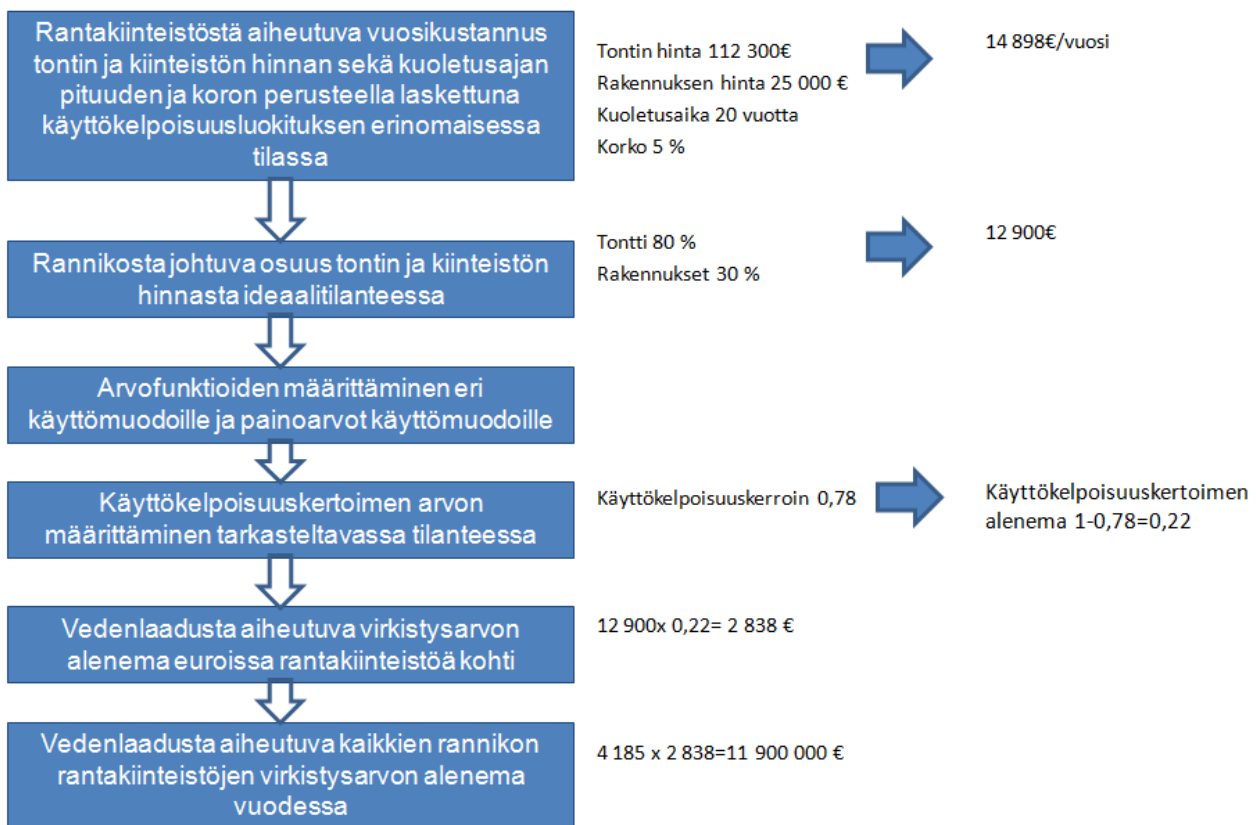 Rantakiinteistöstä aiheutuva vuosikustannus
tontin ja kiinteistön hinnan sekä kuoletusajan
pituuden ja koron perusteella laskettuna
käyttökelpoisuusluokituksen erinomaisessa
tilassa
Tontin hinta 112 300€
Rakennuksen hinta 25 000 €
Kuoletusaika 20 vuotta
Korko 5 %
14 898€/vuosi
Rannikosta johtuva osuus tontin ja kiinteistön
hinnasta ideaalitilanteessa
Tontti 80 %
Rakennukset 30 %
12 900€
Arvofunktioiden määrittäminen eri
käyttömuodoille ja painoarvot käyttömuodoille
Käyttökelpoisuuskertoimen arvon
määrittäminen tarkasteltavassa tilanteessa
Käyttökelpoisuuskerroin 0,78
Käyttökelpoisuuskertoimen
alenema 1-0,78=0,22
Vedenlaadusta aiheutuva virkistysarvon
alenema euroissa rantakiinteistöä kohti
12 900x 0,22= 2 838 €
Vedenlaadusta aiheutuva kaikkien rannikon
rantakiinteistöjen virkistysarvon alenema
vuodessa
4 185 x 2 838=11 900 000 €